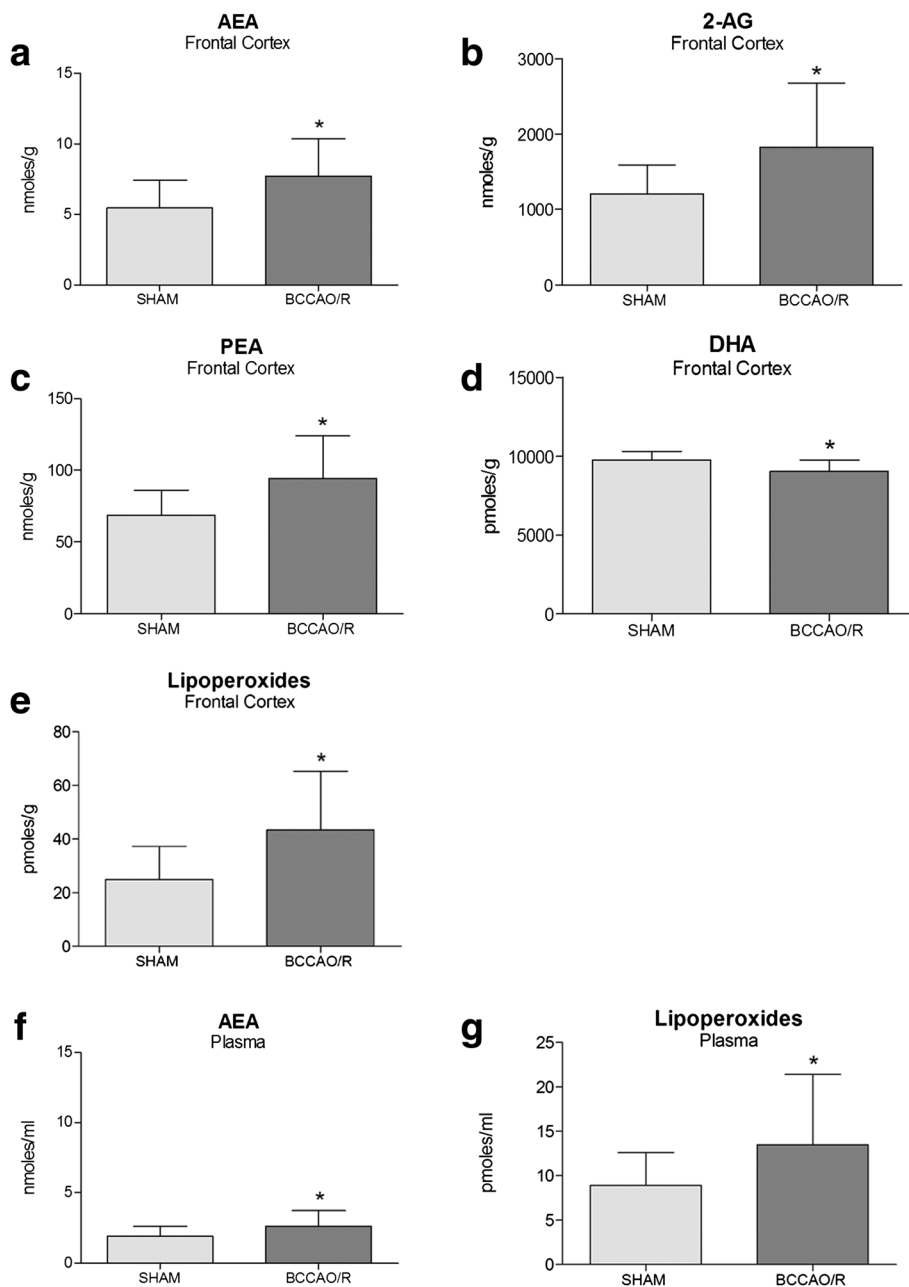 a
AEA
Frontal Cortex
15
10
5
0
nmoles/g
*
SHAM
BCCAO/R
b
2-AG
Frontal Cortex
3000
2000
1000
0
nmoles/g
*
SHAM
BCCAO/R
c
PEA
Frontal Cortex
150
100
50
0
nmoles/g
*
SHAM
BCCAO/R
d
DHA
Frontal Cortex
15000
10000
5000
0
pmoles/g
*
SHAM
BCCAO/R
e
Lipoperoxides
Frontal Cortex
80
60
40
20
0
pmoles/g
*
SHAM
BCCAO/R
f
AEA
Plasma
15
10
5
0
nmoles/ml
*
SHAM
BCCAO/R
g
Lipoperoxides
Plasma
25
20
15
10
5
0
pmoles/ml
*
SHAM
BCCAO/R